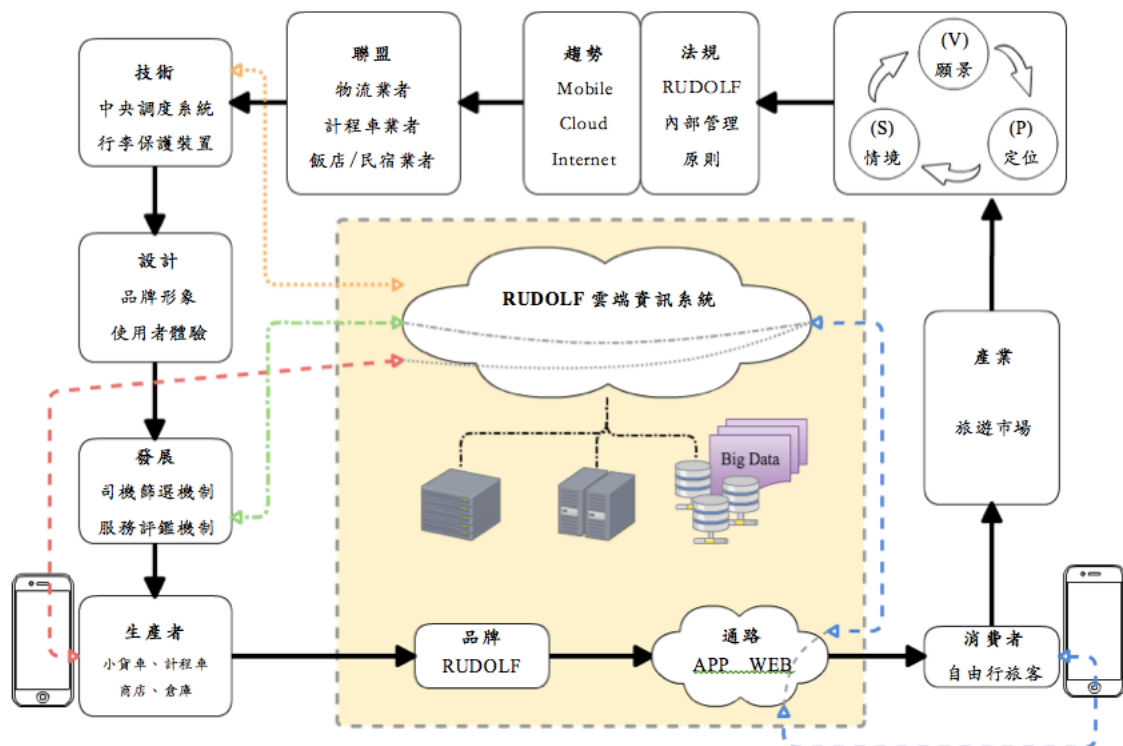 技術
中央調度系統
行李保護裝置
聯盟
物流業者
計程車業者
飯店/民宿業者
趨勢
Mobile
Cloud
Internet
法規
RUDOLF
內部管理
原則
(V)
願景
(S)
情境
(P)
定位
設計
品牌形象
使用者體驗
RUDOLF 雲端資訊系統
產業
旅遊市場
Big Data
發展
司機篩選機制
服務評鑑機制
生產者
小貨車、計程車
商店、倉庫
品牌
RUDOLF
通路
APP WEB
消費者
自由行旅客